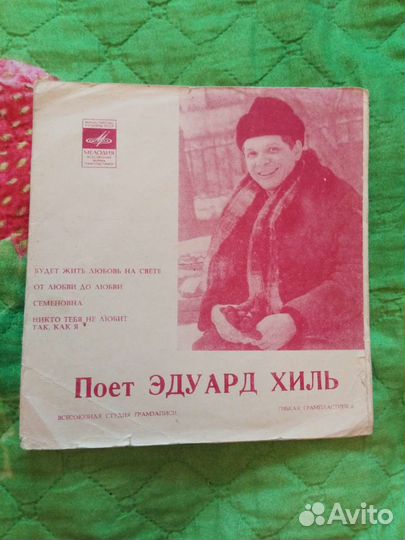 МЕЛОДИЯ
БУДЕТ ЖИТЬ ЛЮБОВЬ НА СВЕТЕ
ОТ ЛЮБВИ ДО ЛЮБВИ
СЕМЕНОВНА
НИКТО ТЕБЯ НЕ ЛЮБИТ
ТАК, КАК Я
Поет ЭДУАРД ХИЛЬ
ВСЕСОЮЗНАЯ СТУДИЯ ГРАМЗАПИСИ
ГИБКАЯ ГРАМПЛАСТИНКА
Avito